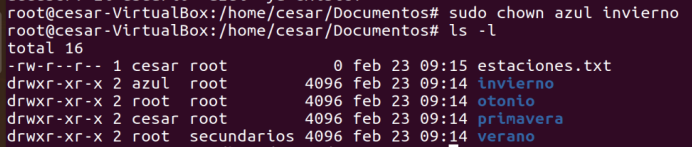 root@cesar-VirtualBox:/home/cesar/Documentos# sudo chown azul invierno
root@cesar-VirtualBox:/home/cesar/Documentos# ls -l
total 16
-rw-r--r-- 1 cesar root           0 feb 23 09:15 estaciones.txt
drwxr-xr-x 2 azul  root        4096 feb 23 09:14 invierno
drwxr-xr-x 2 root  root        4096 feb 23 09:14 otonio
drwxr-xr-x 2 cesar root        4096 feb 23 09:14 primavera
drwxr-xr-x 2 root  secundarios 4096 feb 23 09:14 verano